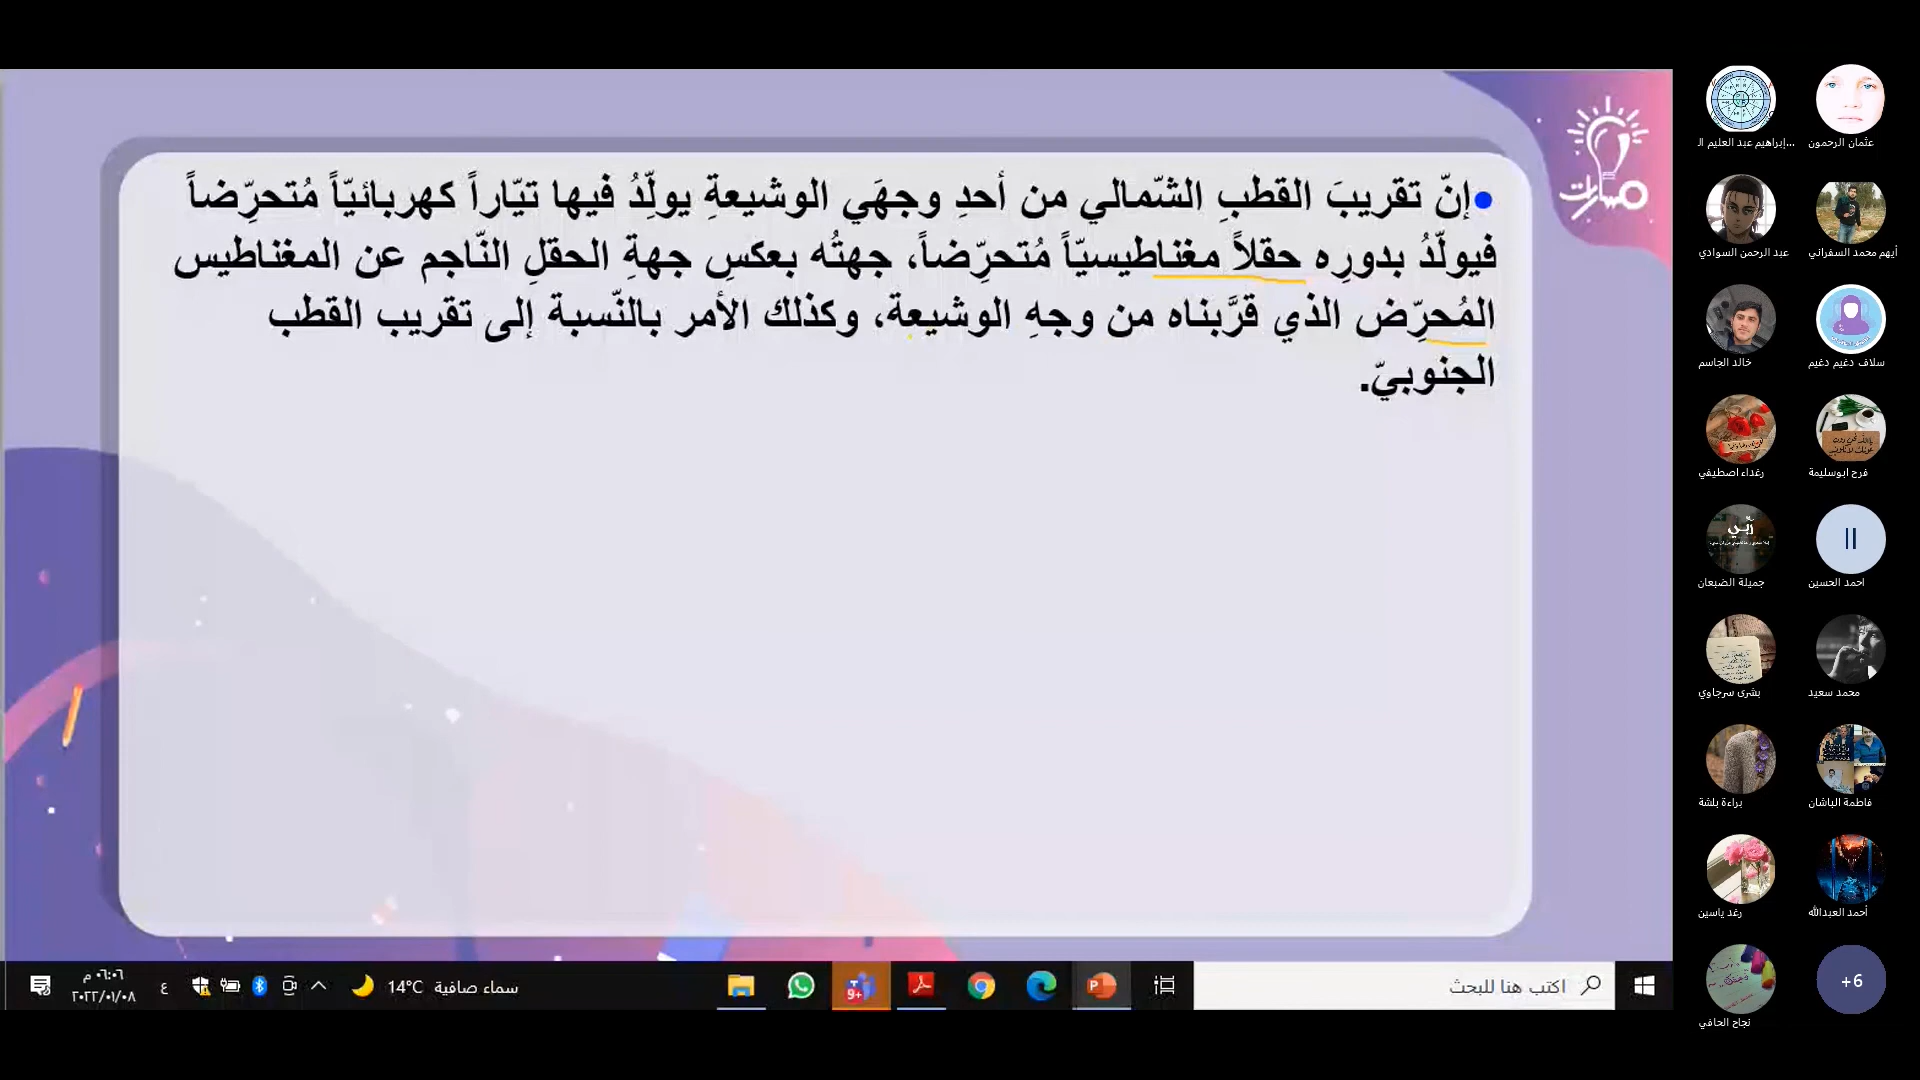 إنّ تقريبَ القطبِ الشّمالي من أحدِ وجهَي الوشيعةِ يولِّدُ فيها تيّاراً كهربائيّاً مُتحرِّضاً
فيولّدُ بدورِه حقلاً مغناطيسيّاً مُتحرِّضاً، جهتُه بعكسِ جهةِ الحقلِ النّاجم عن المغناطيس
المُحرِّض الذي قرَّبناه من وجهِ الوشيعة، وكذلك الأمر بالنّسبة إلى تقريب القطب
الجنوبيّ.
مسارات
عثمان الرحمون
إبراهيم عبد العليم ال...
أيهم محمد السفراني
عبد الرحمن السوادي
سلاف دغيم دغيم
خالد الجاسم
فرح ابوسليمة
رغداء اصطيفي
احمد الحسين
جميلة الضبعان
محمد سعيد
بشرى سرجاوي
فاطمة الباشان
براءة بلشة
أحمد العبدالله
رغد ياسين
+6
نجاح الحافي
اكتب هنا للبحث
9+
14°C سماء صافية
ع
٠٦:٠٦ م
٢٠٢٢/٠١/٠٨